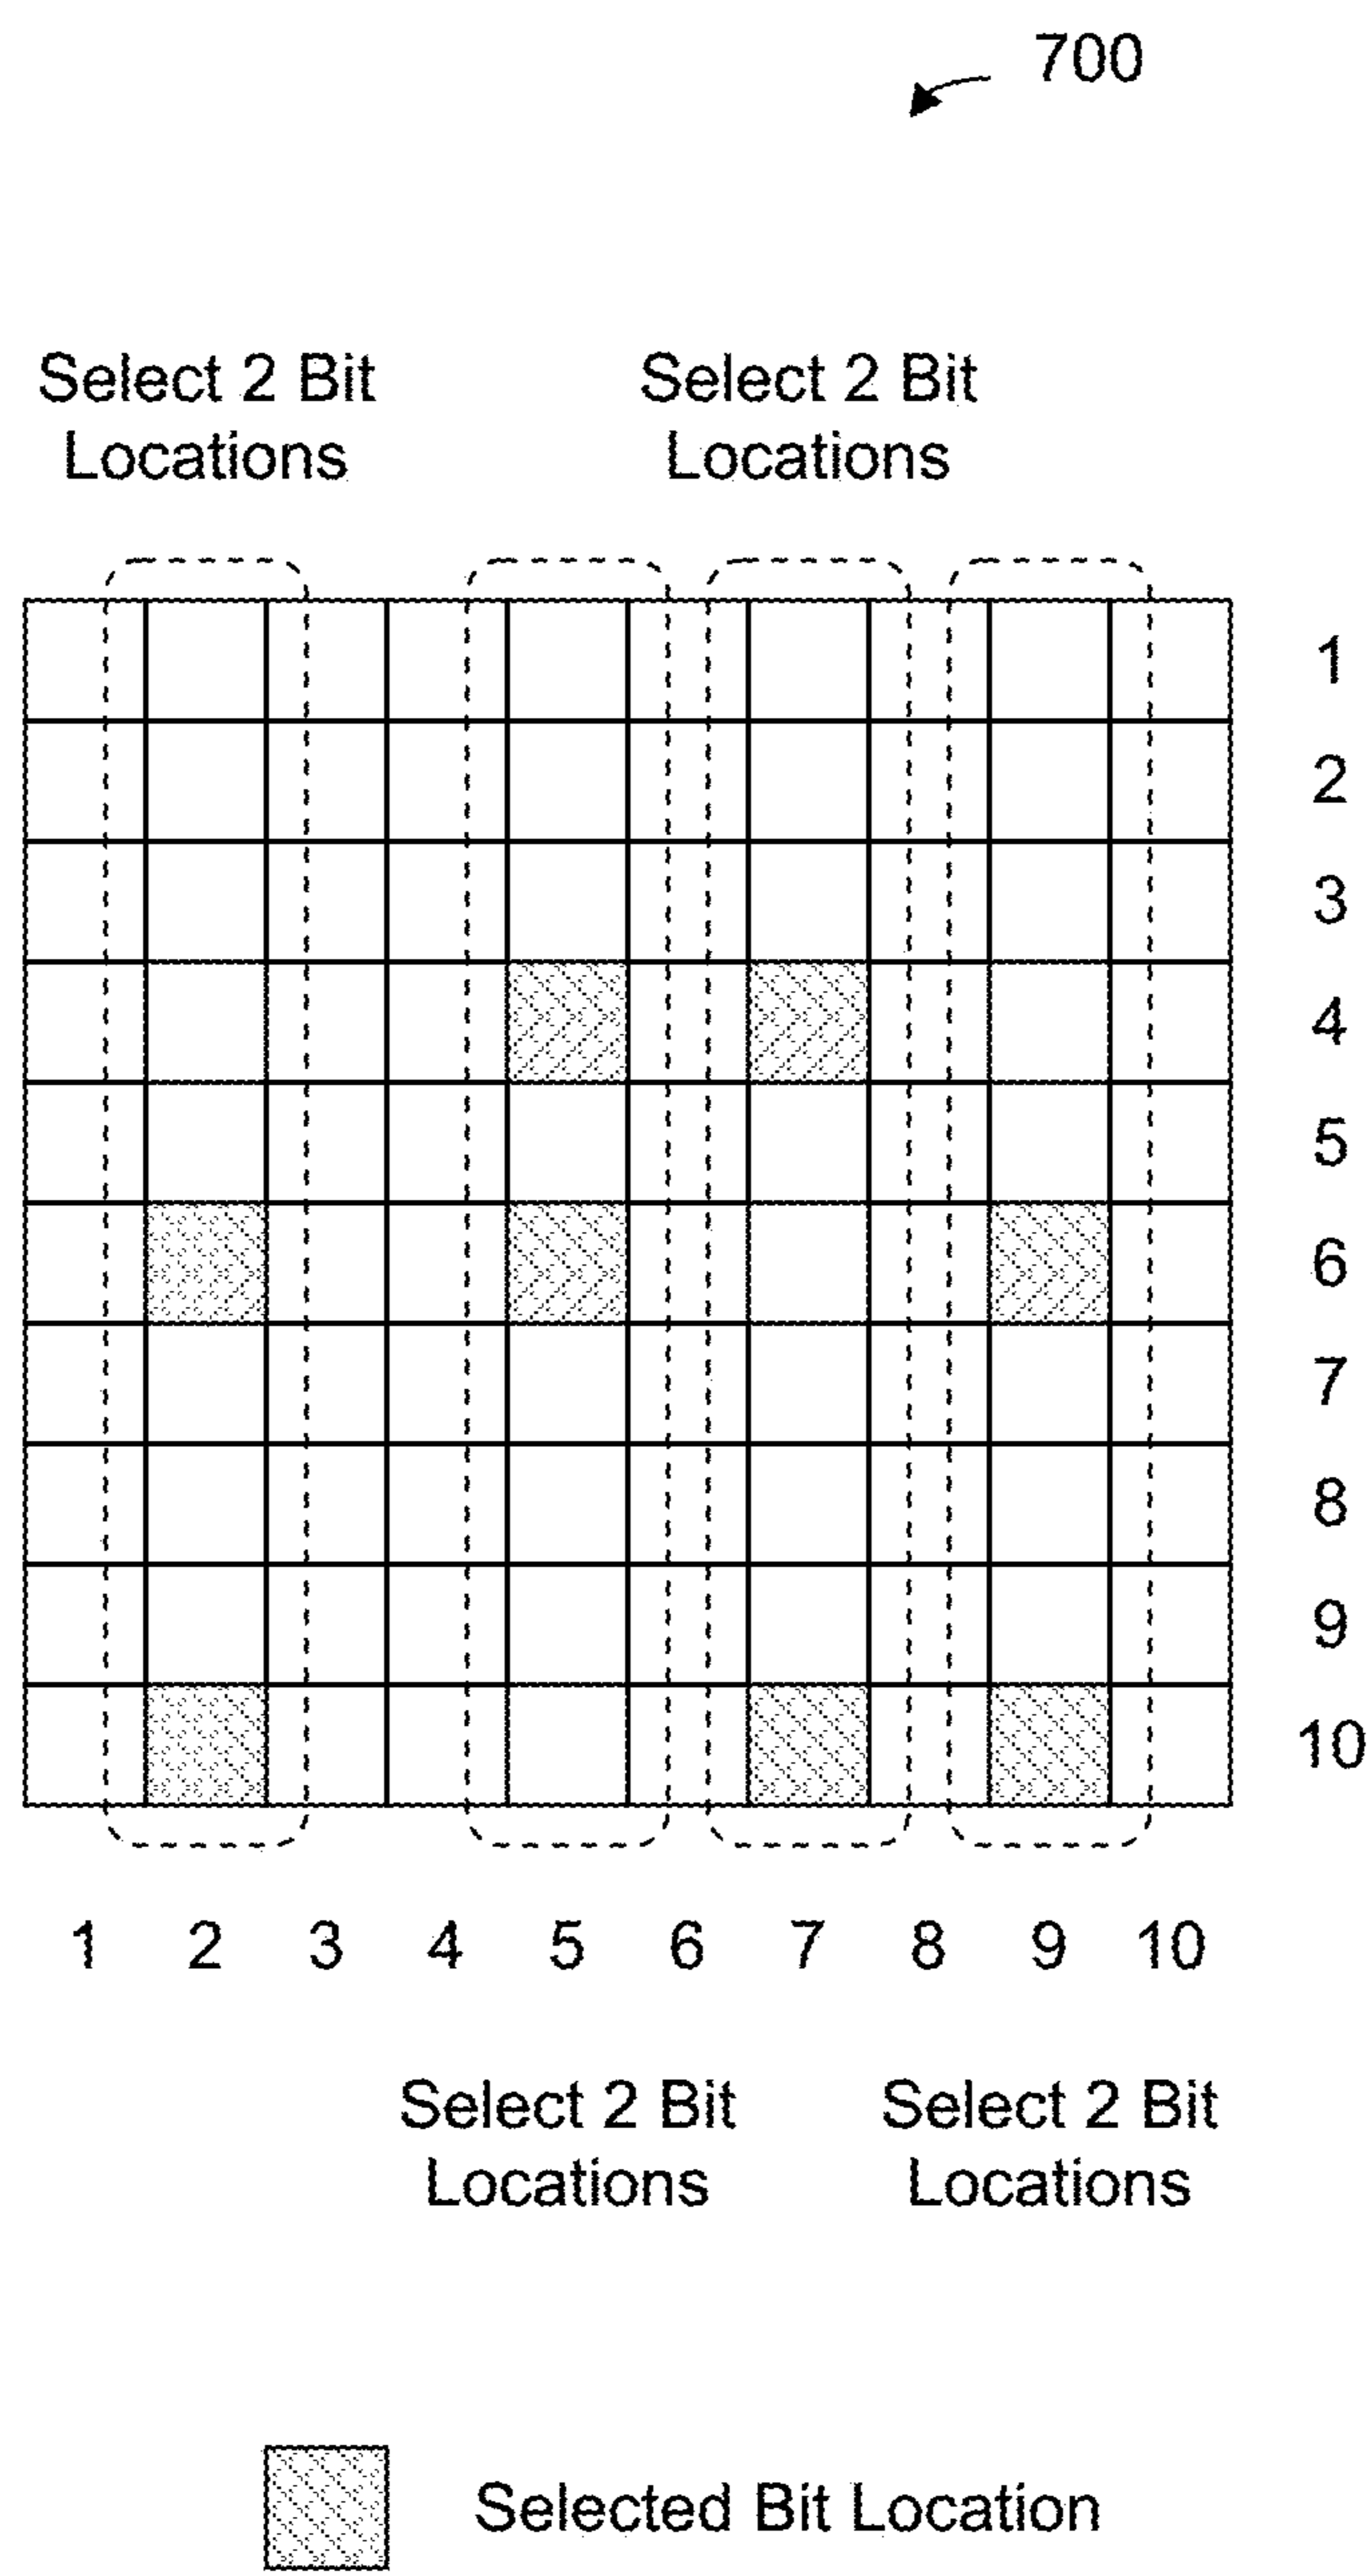 700
Select 2 Bit
Locations
Select 2 Bit
Locations
1
2
3
4
5
6
7
8
9
10
1 2 3 4 5 6 7 8 9 10
Select 2 Bit
Locations
Select 2 Bit
Locations
Selected Bit Location